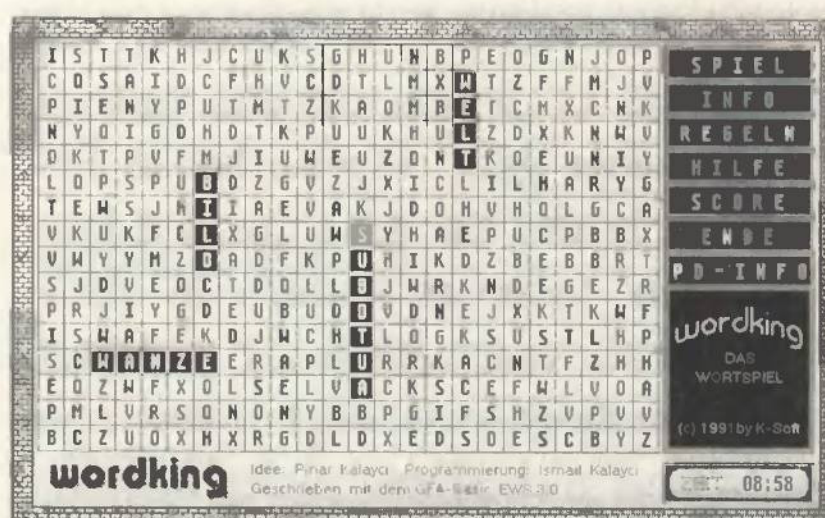 I S T T K H J C U K S G H U N B P E O G N J O P
C Q S A I D C F H V C D T L M X W T Z F F M J V
P I E N Y P U T M T Z K A O M B E T C M X C N K
N Y O I G D H D T K P U U K H U L Z D X K N W V
O K T P V F M J I U W E U Z O N T K O E U N I Y
L O P S P U B D Z G V Z J X I C L I L M A R Y G
T E W S J N I I A E V A K J D O H V H O L G C A
V K U K F C L X G L U W S Y H A E P U C P B B X
V W Y Y M Z D A D F K P U H I K D Z B E B B R T
S J D V E O C T D O L L B J W R K N D E G E Z R
P R J I Y G D E U B U D O V D N E J X K T K W F
I S W A F E K D J W C H T L O G K S U S T L H P
S C W A N Z E E R A P L U R R K A C N T F Z H H
E O Z W F X O L S E L V A C K S C E F W L V O A
P M L V R S Q N O N Y B B P G I F S H Z V P V V
B C Z U O X H X R G D L D X E D S O E S C B Y Z
SPIEL
INFO
REGELN
HILFE
SCORE
ENDE
PD-INFO
wordking
DAS
WORTSPIEL
(c) 1991 by K-Soft
wordking
Idee: Pinar Kalayci Programmierung: Ismail Kalayci
Geschrieben mit dem GFA-Basic EWS 3.0
ZEIT 08:58